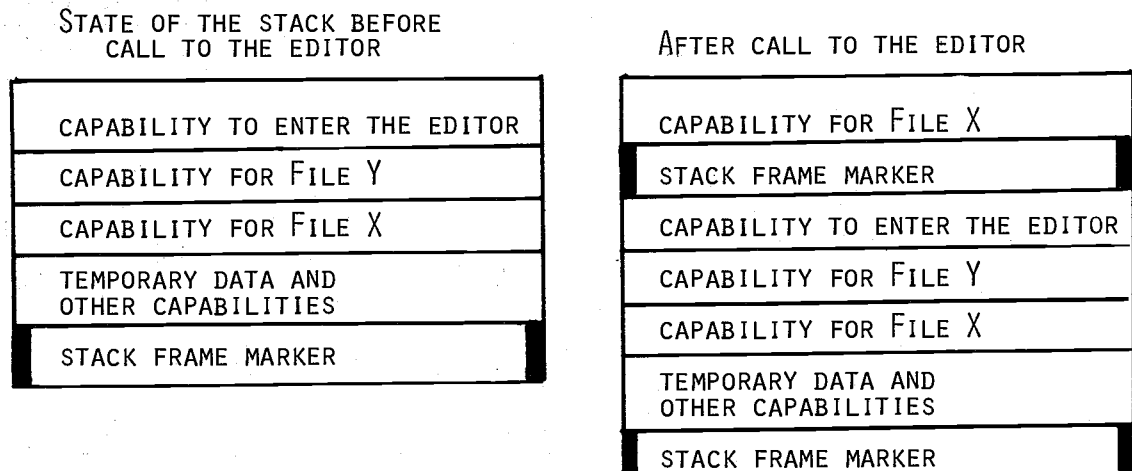 STATE OF THE STACK BEFORE
CALL TO THE EDITOR
CAPABILITY TO ENTER THE EDITOR
CAPABILITY FOR FILE Y
CAPABILITY FOR FILE X
TEMPORARY DATA AND
OTHER CAPABILITIES
STACK FRAME MARKER
AFTER CALL TO THE EDITOR
CAPABILITY FOR FILE X
STACK FRAME MARKER
CAPABILITY TO ENTER THE EDITOR
CAPABILITY FOR FILE Y
CAPABILITY FOR FILE X
TEMPORARY DATA AND
OTHER CAPABILITIES
STACK FRAME MARKER